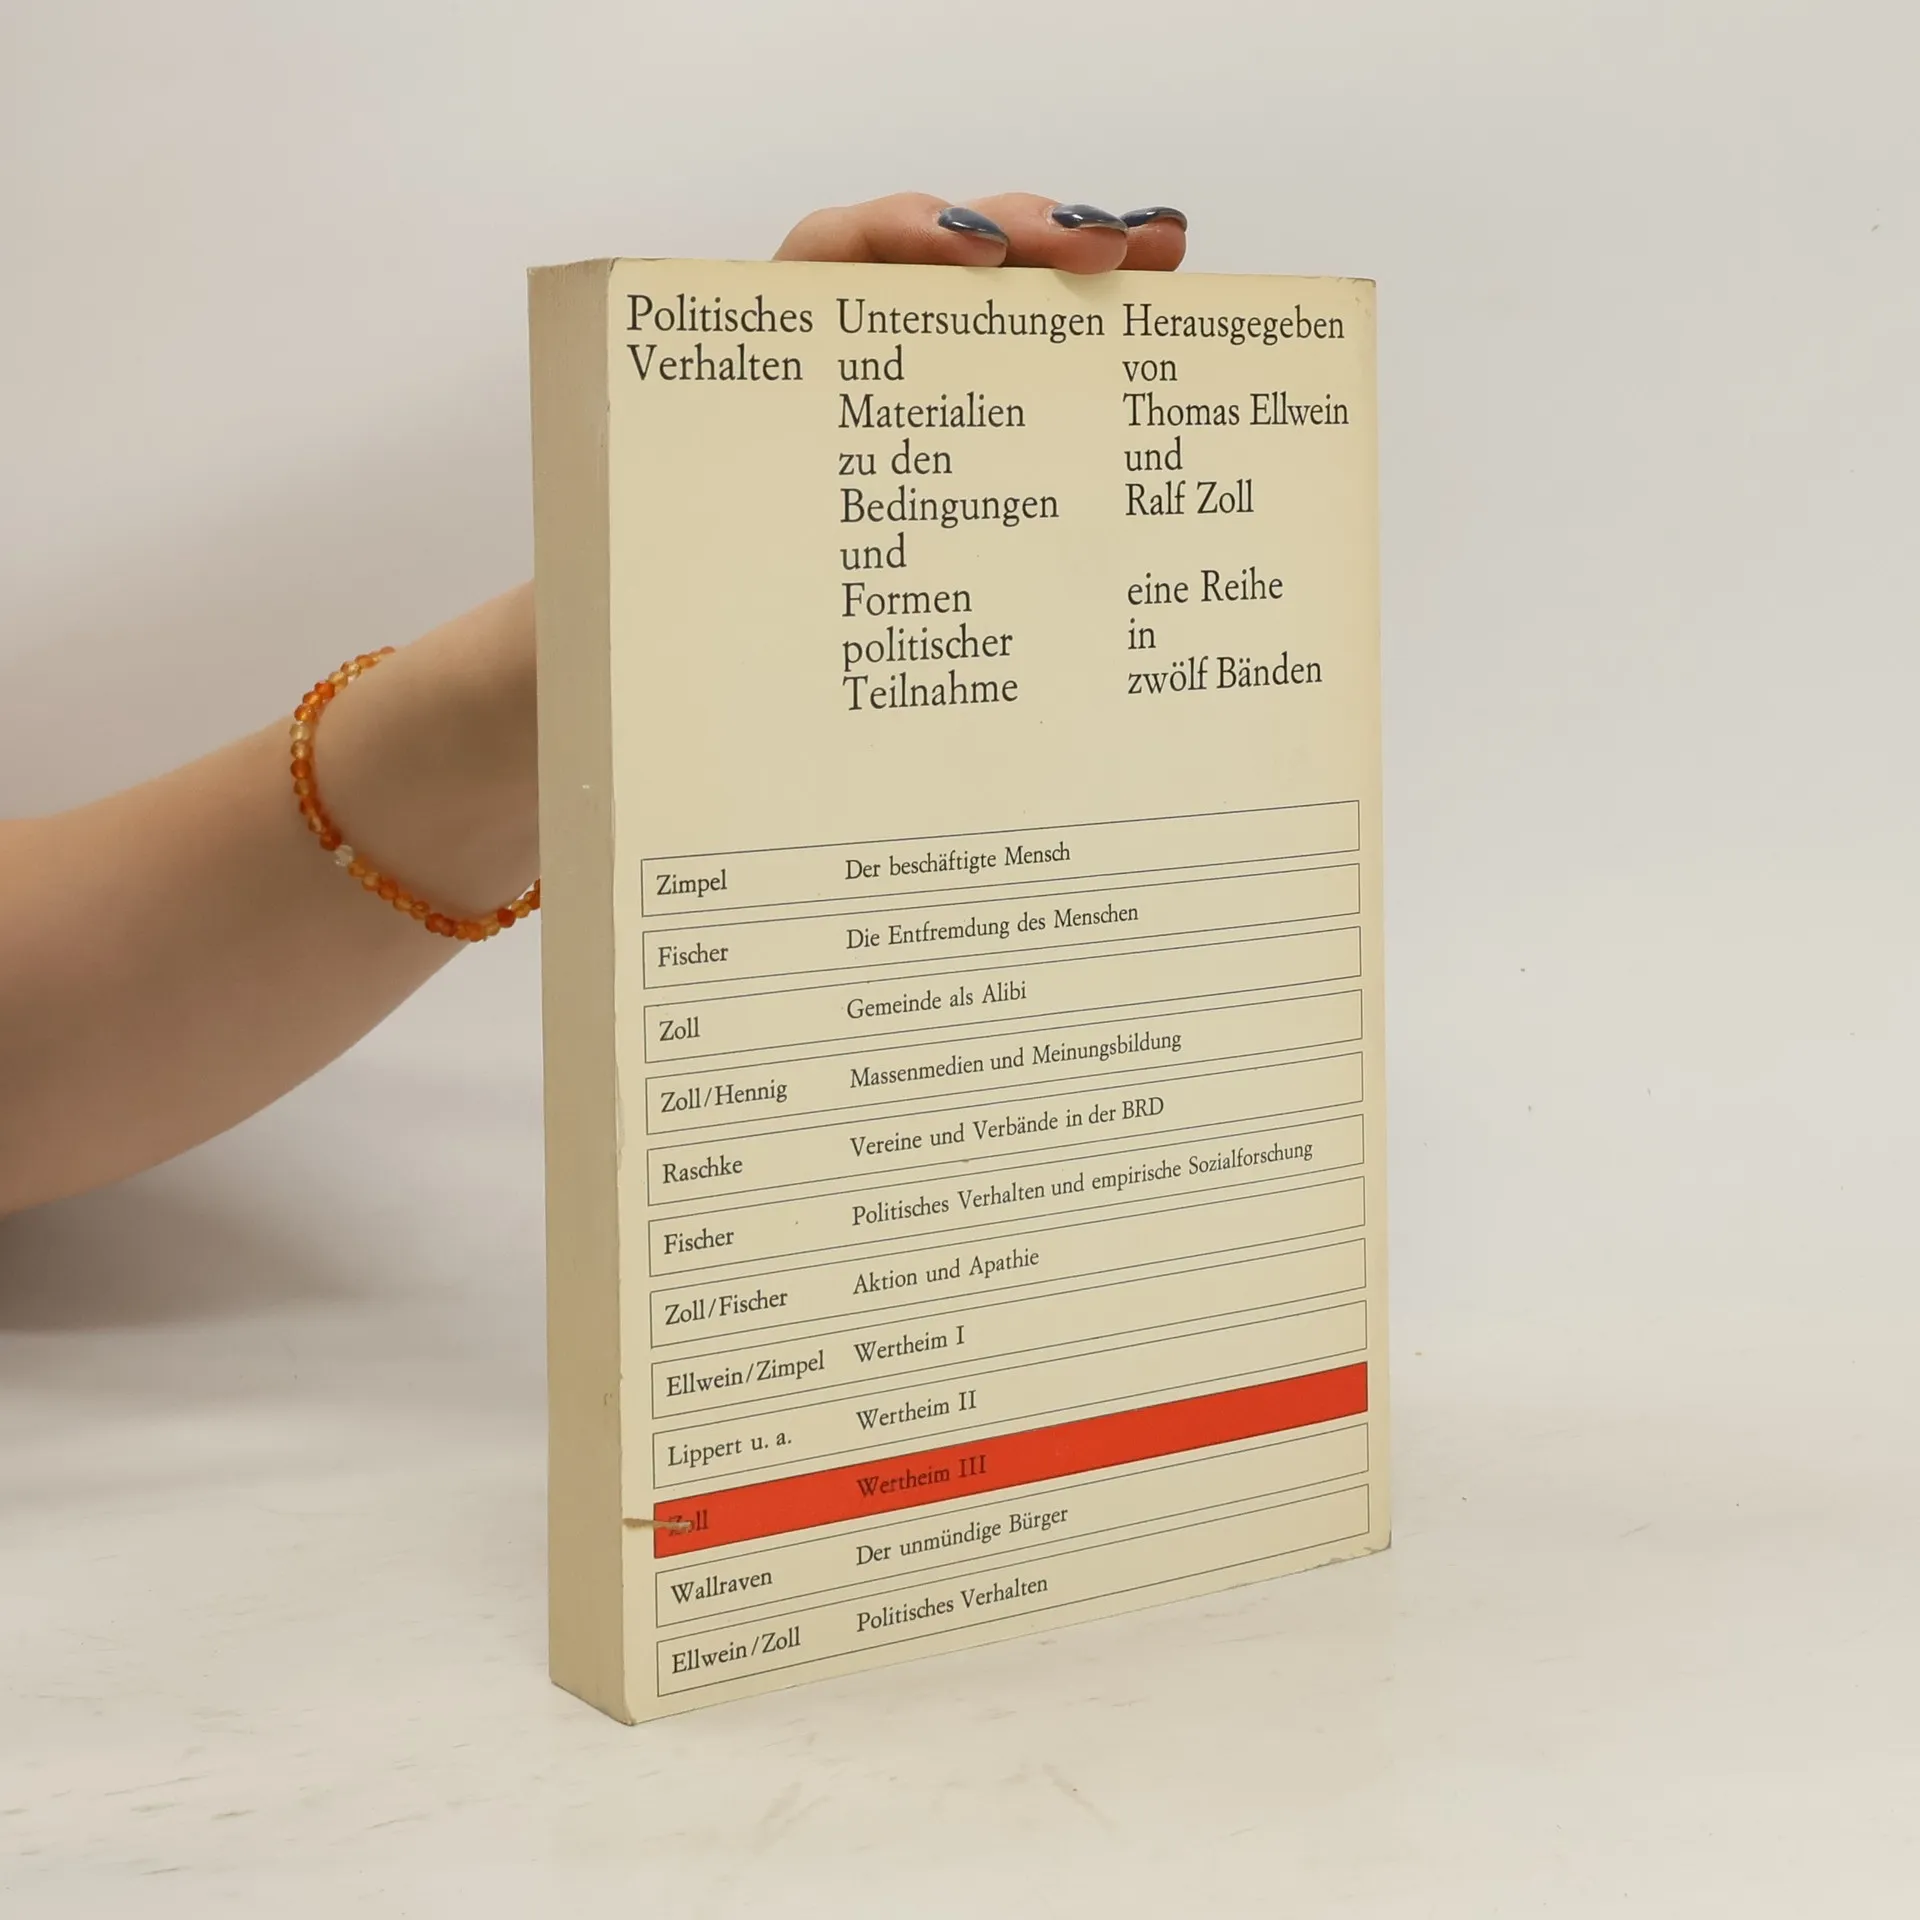 Politisches
Verhalten
Untersuchungen
und
Materialien
zu den
Bedingungen
und
Formen
politischer
Teilnahme
Herausgegeben
von
Thomas Ellwein
und
Ralf Zoll
eine Reihe
in
zwölf Bänden
Zimpel Der beschäftigte Mensch
Fischer Die Entfremdung des Menschen
Zoll Gemeinde als Alibi
Zoll/Hennig Massenmedien und Meinungsbildung
Raschke Vereine und Verbände in der BRD
Fischer Politisches Verhalten und empirische Sozialforschung
Zoll/Fischer Aktion und Apathie
Ellwein/Zimpel Wertheim I
Lippert u. a. Wertheim II
Zoll Wertheim III
Wallraven Der unmündige Bürger
Ellwein/Zoll Politisches Verhalten